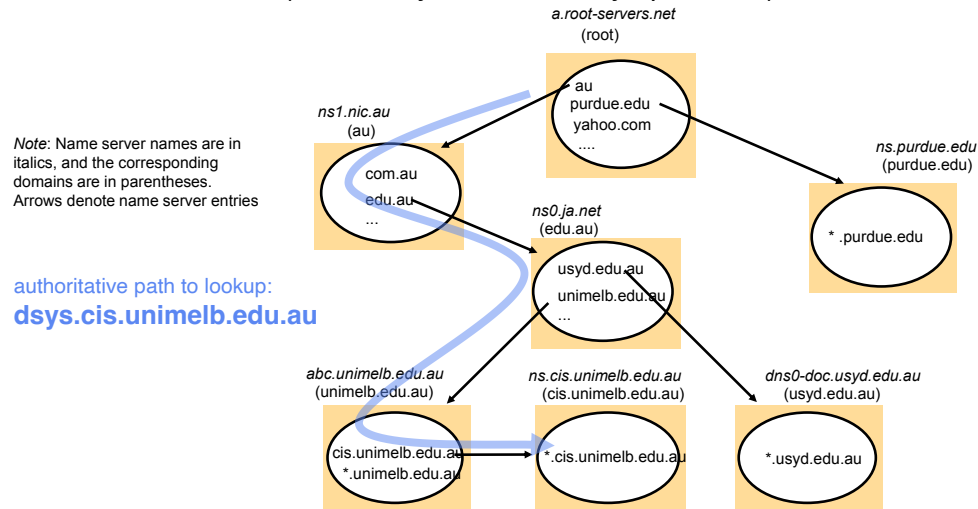 a.root-servers.net
(root)
au
purdue.edu
yahoo.com
....
ns1.nic.au
(au)
com.au
edu.au
...
Note: Name server names are in
italics, and the corresponding
domains are in parentheses.
Arrows denote name server entries
ns.purdue.edu
(purdue.edu)
* .purdue.edu
ns0.ja.net
(edu.au)
usyd.edu.au
unimelb.edu.au
...
authoritative path to lookup:
dsys.cis.unimelb.edu.au
abc.unimelb.edu.au
(unimelb.edu.au)
cis.unimelb.edu.au
*.unimelb.edu.au
ns.cis.unimelb.edu.au
(cis.unimelb.edu.au)
*.cis.unimelb.edu.au
dns0-doc.usyd.edu.au
(usyd.edu.au)
*.usyd.edu.au